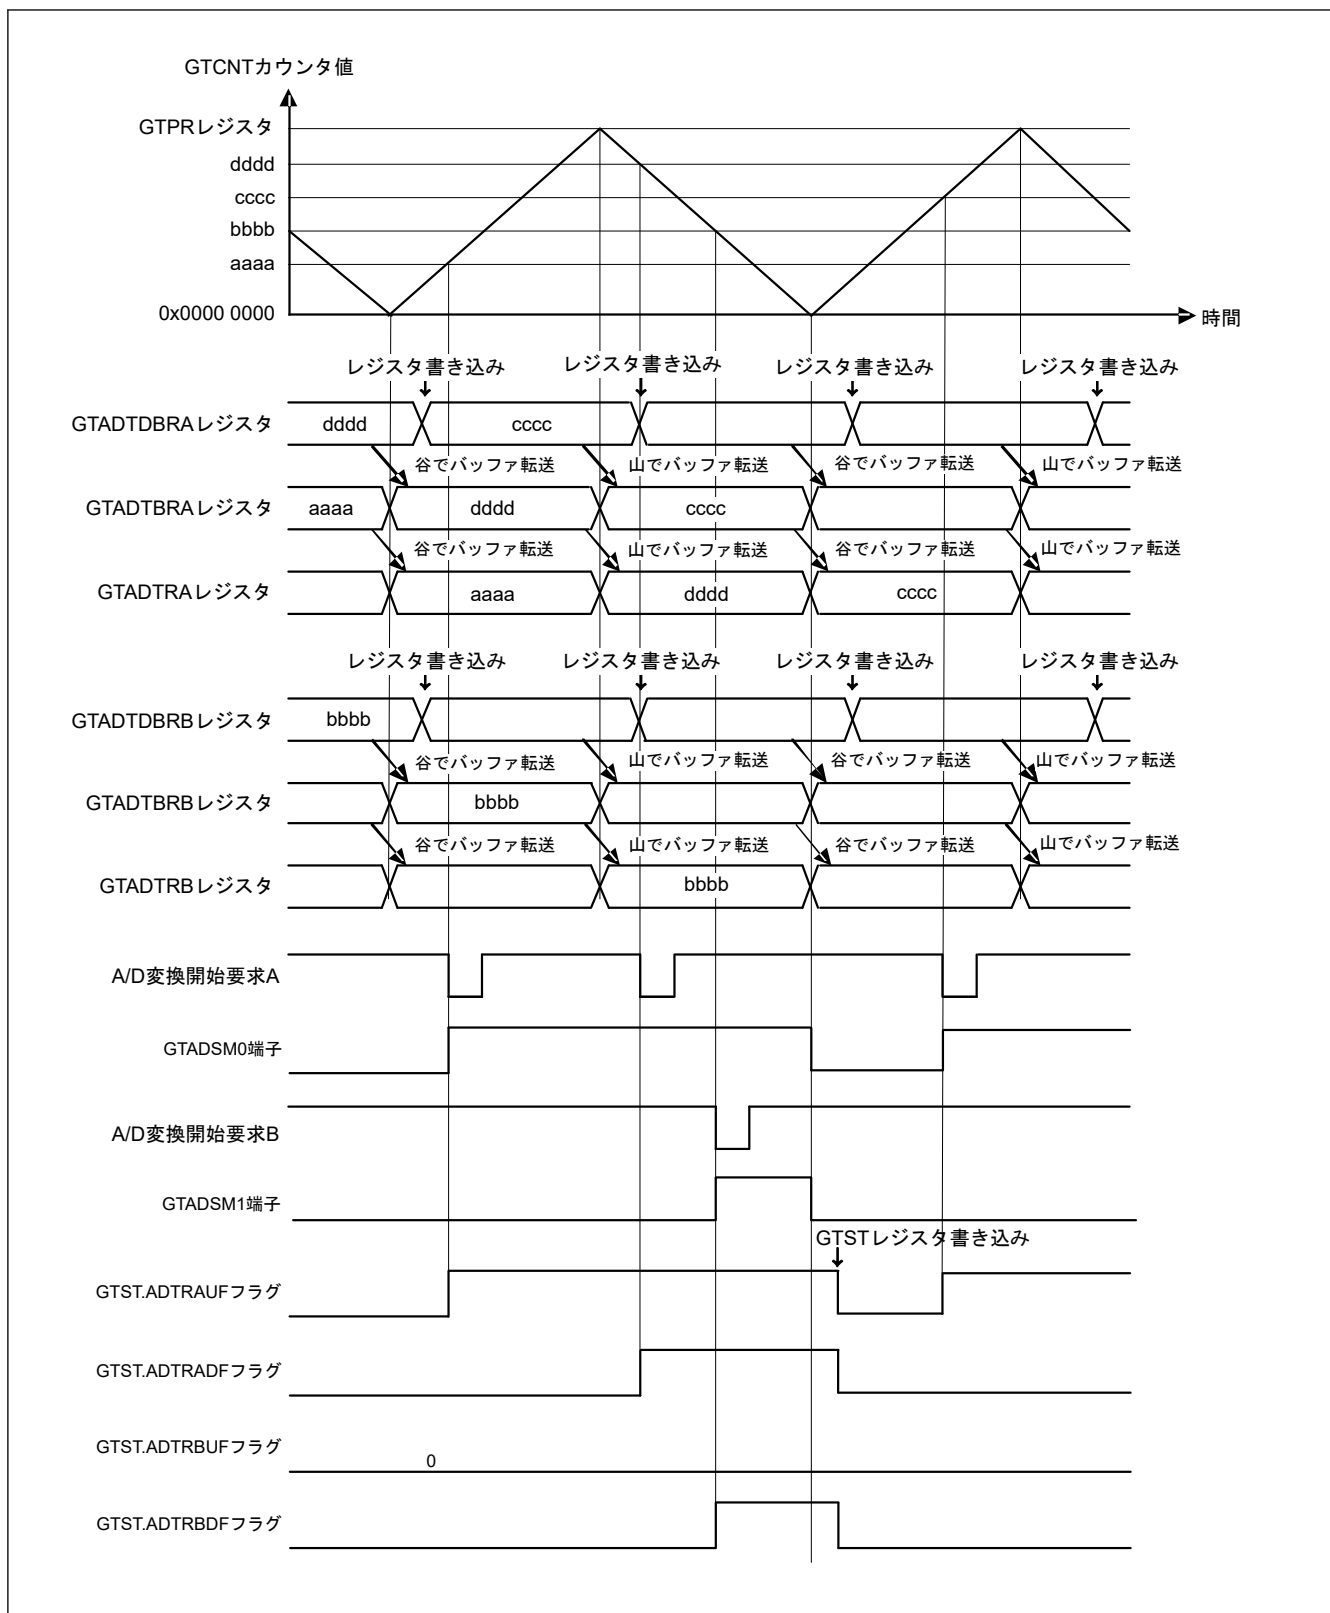 GTCNTカウンタ値
GTPRレジスタ
dddd
cccc
bbbb
aaaa
0x0000 0000
時間
レジスタ書き込み レジスタ書き込み レジスタ書き込み レジスタ書き込み
GTADTDBRAレジスタ dddd cccc
谷でバッファ転送 山でバッファ転送 谷でバッファ転送 山でバッファ転送
GTADTBRAレジスタ aaaa dddd cccc
谷でバッファ転送 山でバッファ転送 谷でバッファ転送 山でバッファ転送
GTADTRAレジスタ aaaa dddd cccc
レジスタ書き込み レジスタ書き込み レジスタ書き込み レジスタ書き込み
GTADTDBRBレジスタ bbbb
谷でバッファ転送 山でバッファ転送 谷でバッファ転送 山でバッファ転送
GTADTBRBレジスタ bbbb
谷でバッファ転送 山でバッファ転送 谷でバッファ転送 山でバッファ転送
GTADTRBレジスタ bbbb
A/D変換開始要求A
GTADSM0端子
A/D変換開始要求B
GTADSM1端子
GTSTレジスタ書き込み
GTST.ADTRAUFフラグ
GTST.ADTRADFフラグ
GTST.ADTRBUFフラグ
0
GTST.ADTRBDFフラグ